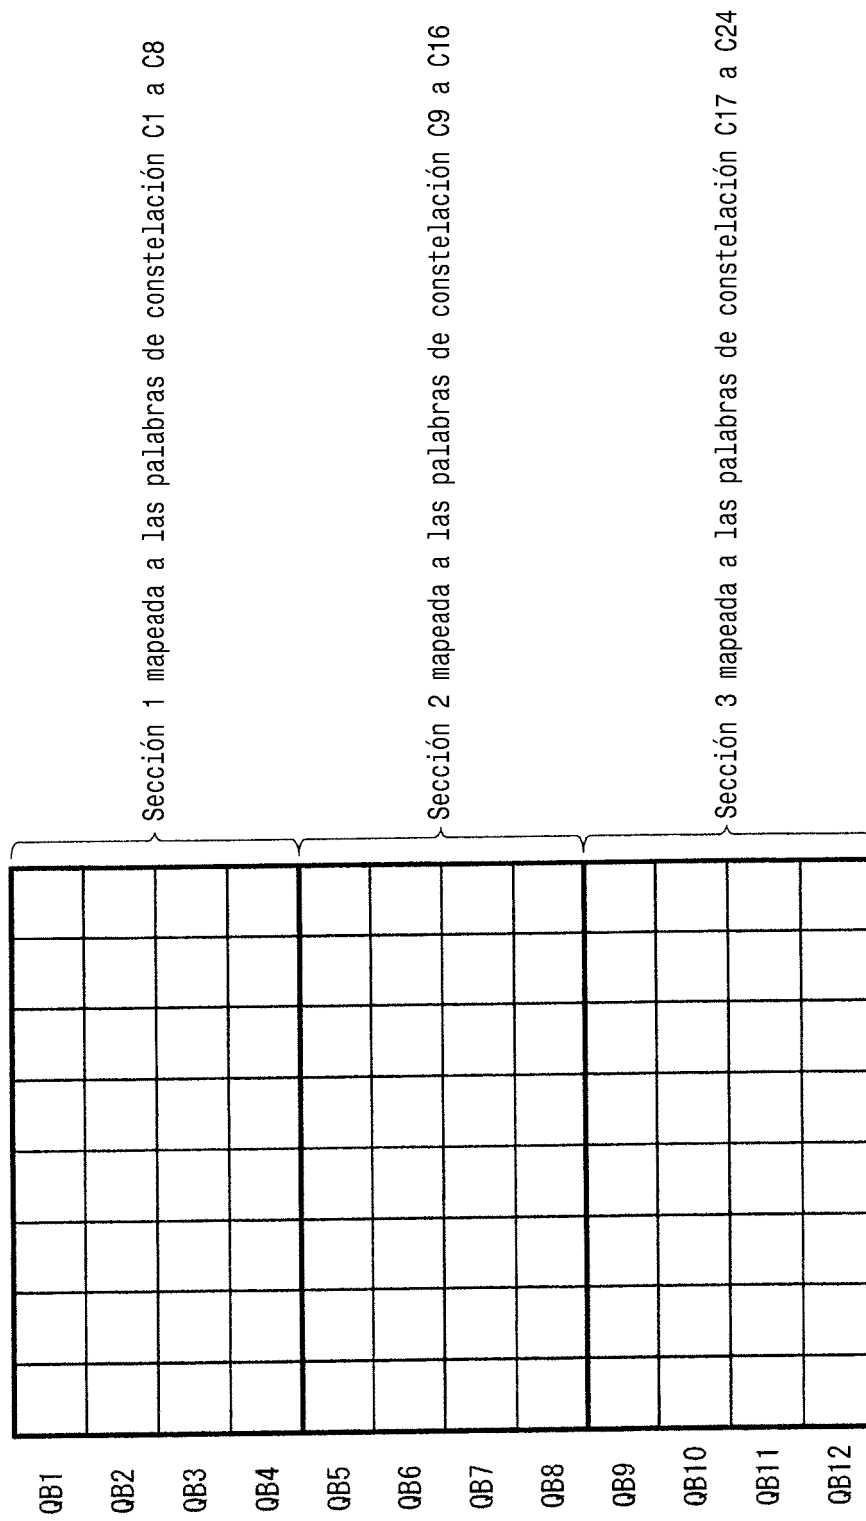 QB1
QB2
QB3
QB4
QB5
QB6
QB7
QB8
QB9
QB10
QB11
QB12
Sección 1 mapeada a las palabras de constelación C1 a C8
Sección 2 mapeada a las palabras de constelación C9 a C16
Sección 3 mapeada a las palabras de constelación C17 a C24